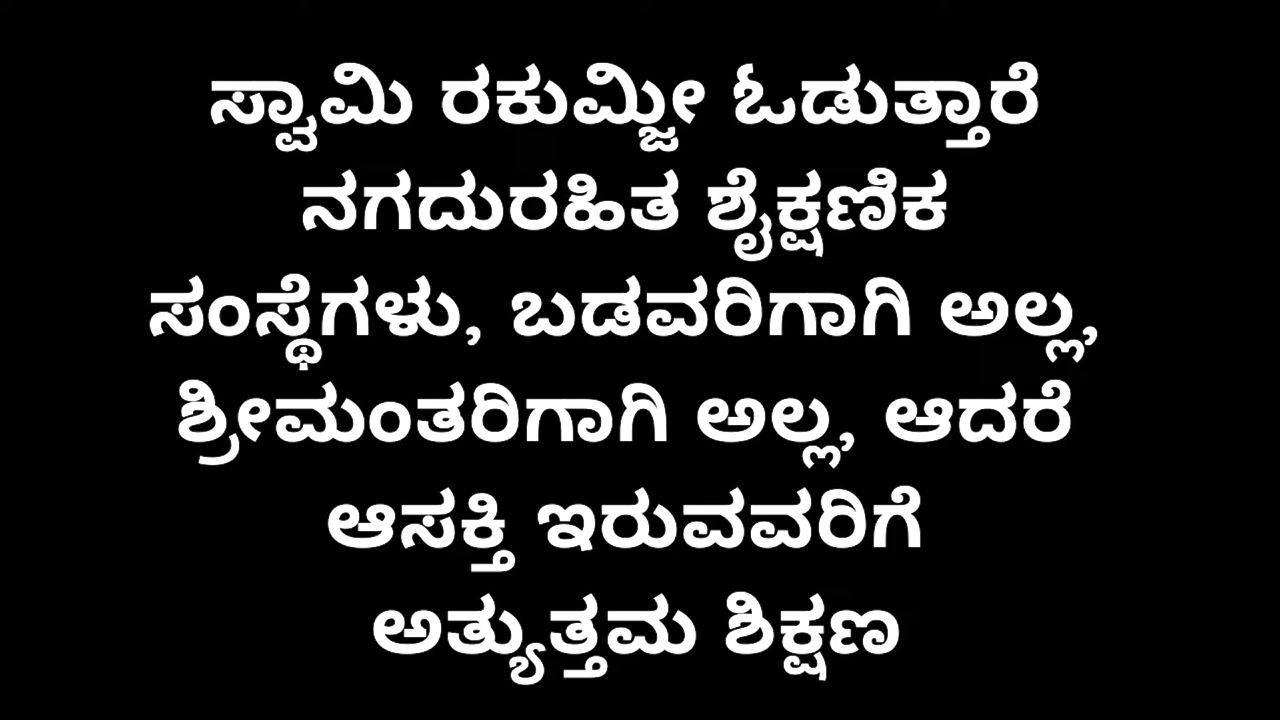 ಸ್ವಾಮಿ ರಕುಮ್ಜೀ ಓಡುತ್ತಾರೆ
ನಗದುರಹಿತ ಶೈಕ್ಷಣಿಕ
ಸಂಸ್ಥೆಗಳು, ಬಡವರಿಗಾಗಿ ಅಲ್ಲ,
ಶ್ರೀಮಂತರಿಗಾಗಿ ಅಲ್ಲ, ಆದರೆ
ಆಸಕ್ತಿ ಇರುವವರಿಗೆ
ಅತ್ಯುತ್ತಮ ಶಿಕ್ಷಣ